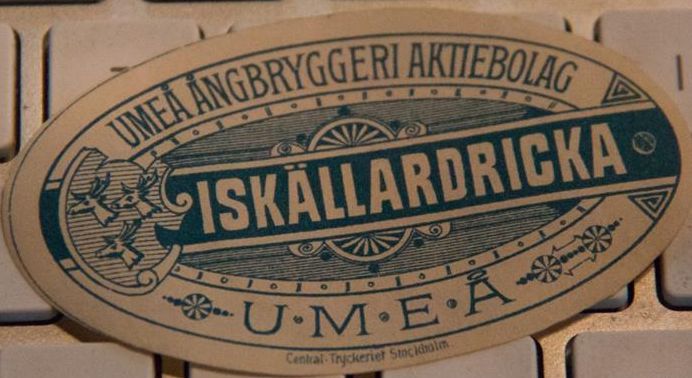 UMEÅ ÅNGBRYGGERI AKTIEBOLAG
ISKÄLLARDRICKA
U·M·E·Å
Central-Tryckeriet Stockholm